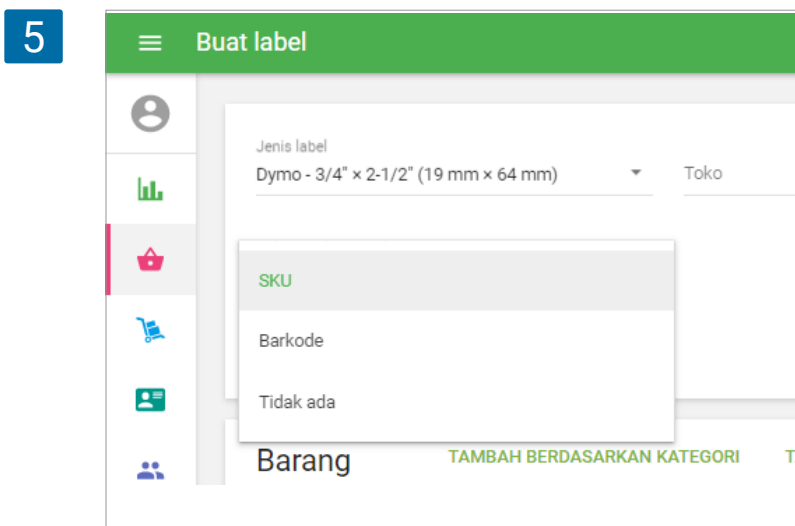 5
Buat label
Jenis label
Dymo - 3/4" × 2-1/2" (19 mm × 64 mm)
Toko
SKU
Barkode
Tidak ada
Barang
TAMBAH BERDASARKAN KATEGORI